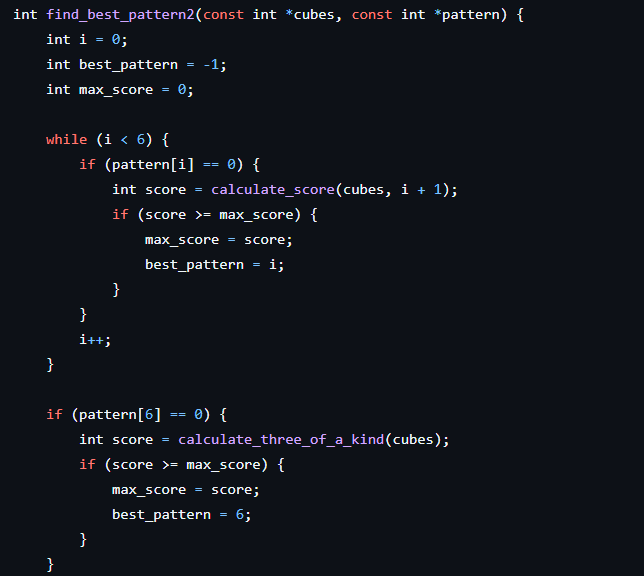 int find_best_pattern2(const int *cubes, const int *pattern) {
    int i = 0;
    int best_pattern = -1;
    int max_score = 0;

    while (i < 6) {
        if (pattern[i] == 0) {
            int score = calculate_score(cubes, i + 1);
            if (score >= max_score) {
                max_score = score;
                best_pattern = i;
            }
        }
        i++;
    }

    if (pattern[6] == 0) {
        int score = calculate_three_of_a_kind(cubes);
        if (score >= max_score) {
            max_score = score;
            best_pattern = 6;
        }
    }